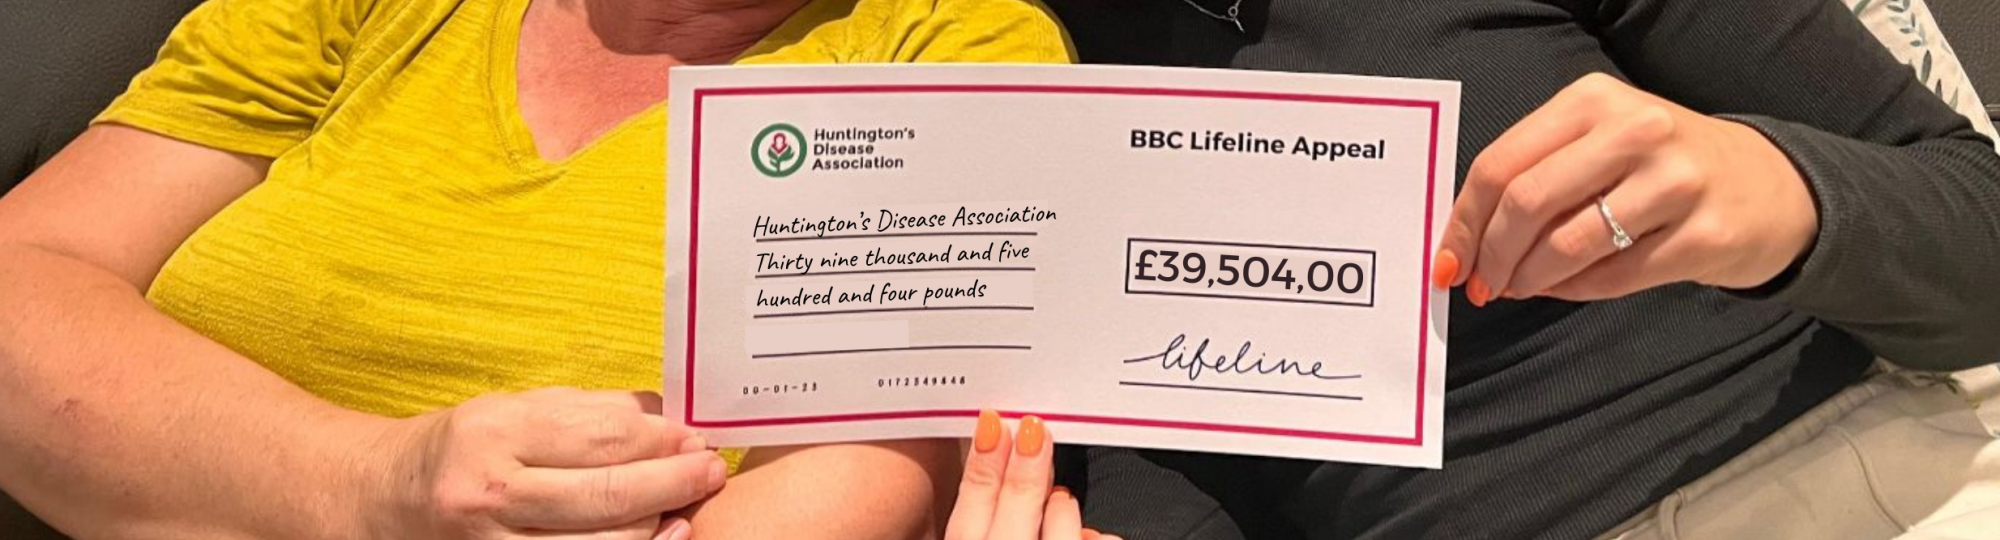 Huntington's
Disease
Association
BBC Lifeline Appeal
Huntington's Disease Association
Thirty nine thousand and five
hundred and four pounds
£39,504,00
lifeline